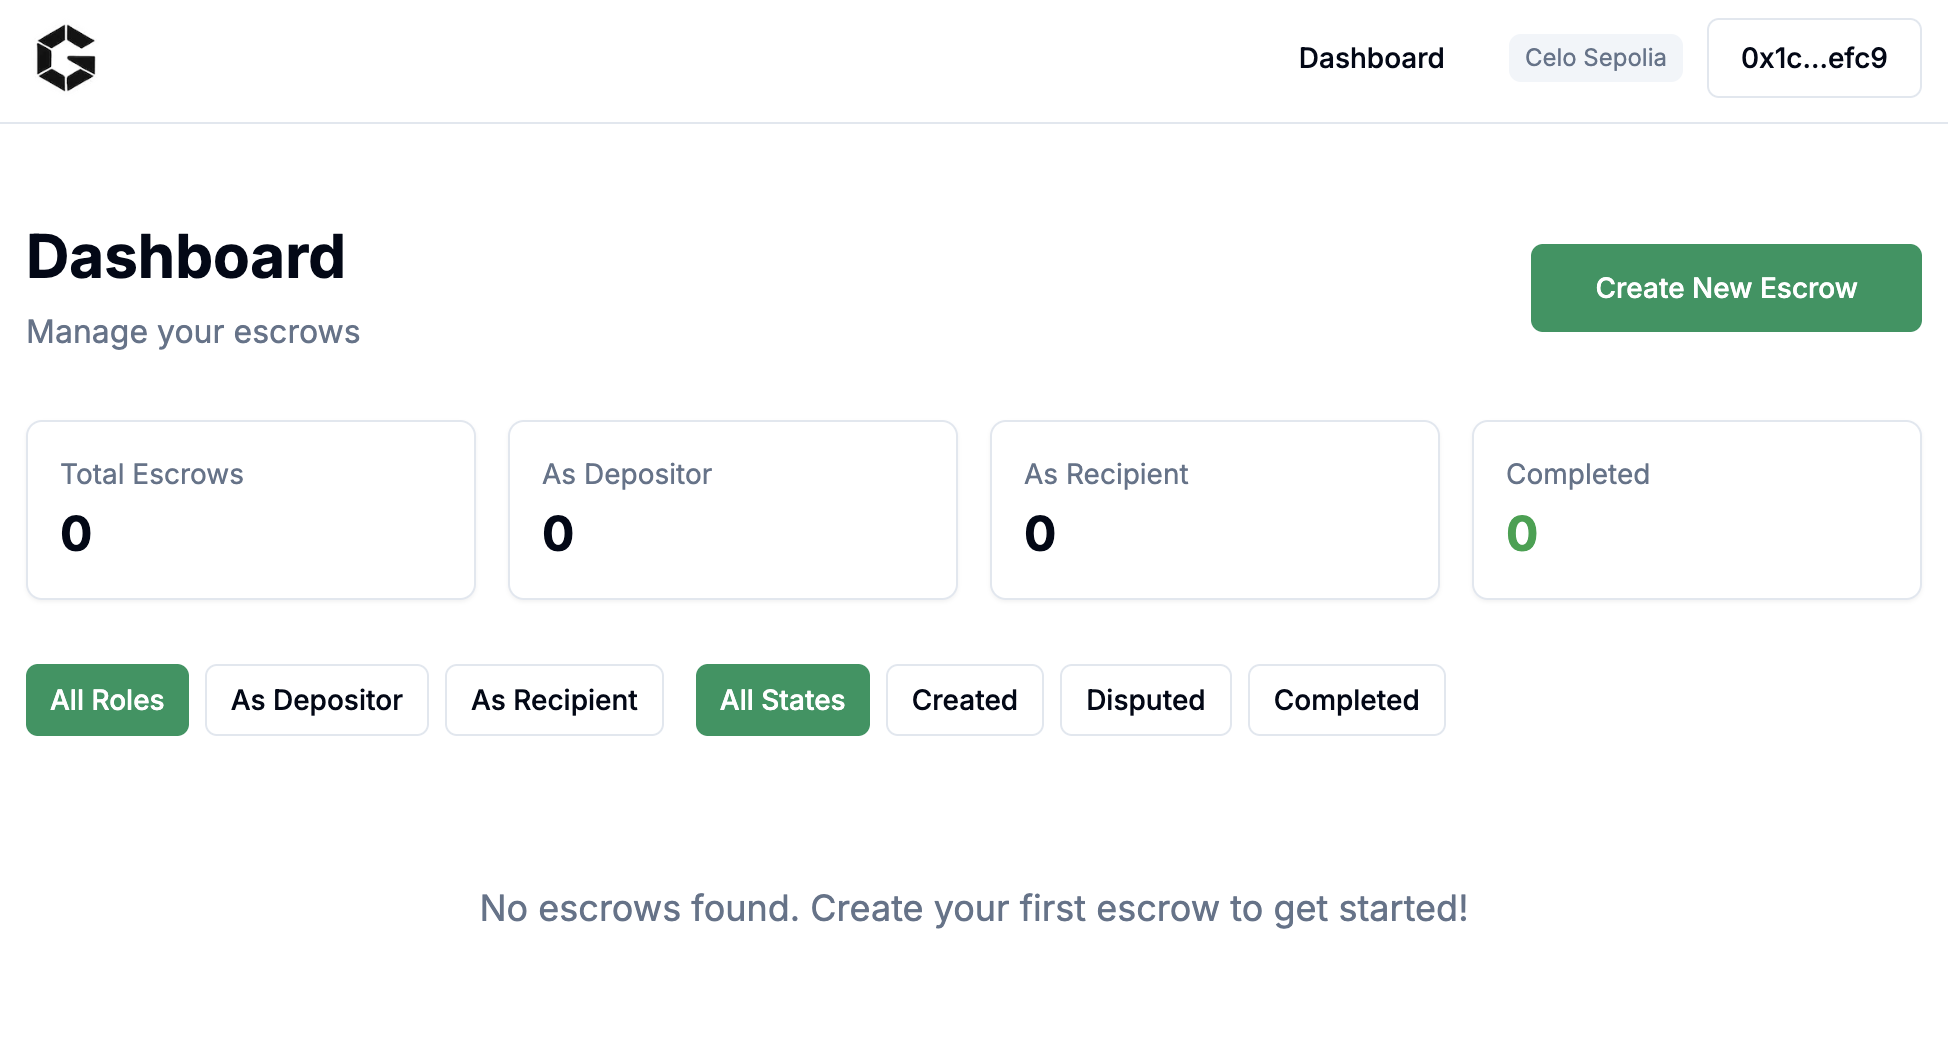 Dashboard
Celo Sepolia
0x1c...efc9
Dashboard
Manage your escrows
Create New Escrow
Total Escrows
0
As Depositor
0
As Recipient
0
Completed
0
All Roles
As Depositor
As Recipient
All States
Created
Disputed
Completed
No escrows found. Create your first escrow to get started!